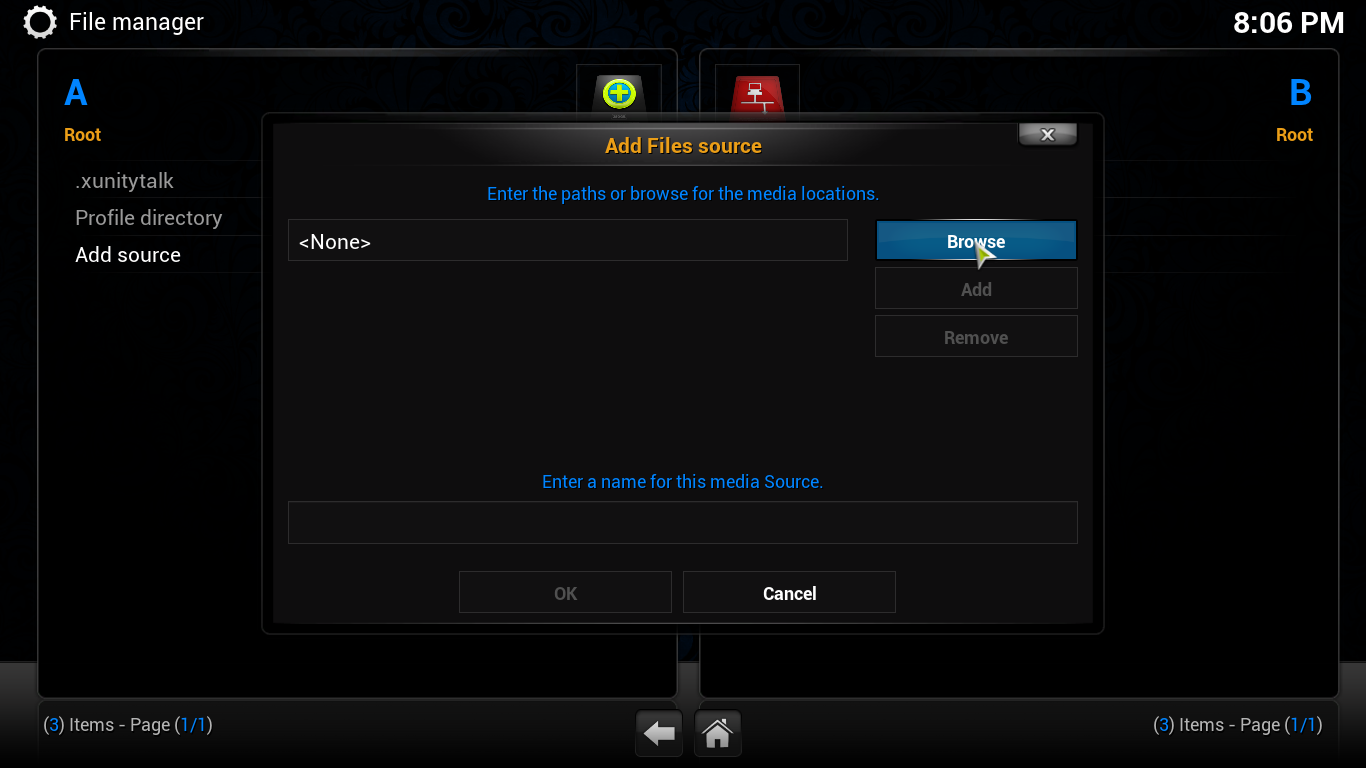 File manager
8:06 PM
A
B
Root
Root
.xunitytalk
Profile directory
Add source
Add Files source
x
Enter the paths or browse for the media locations.
<None>
Browse
Add
Remove
Enter a name for this media Source.
OK
Cancel
(3) Items - Page (1/1)
(3) Items - Page (1/1)